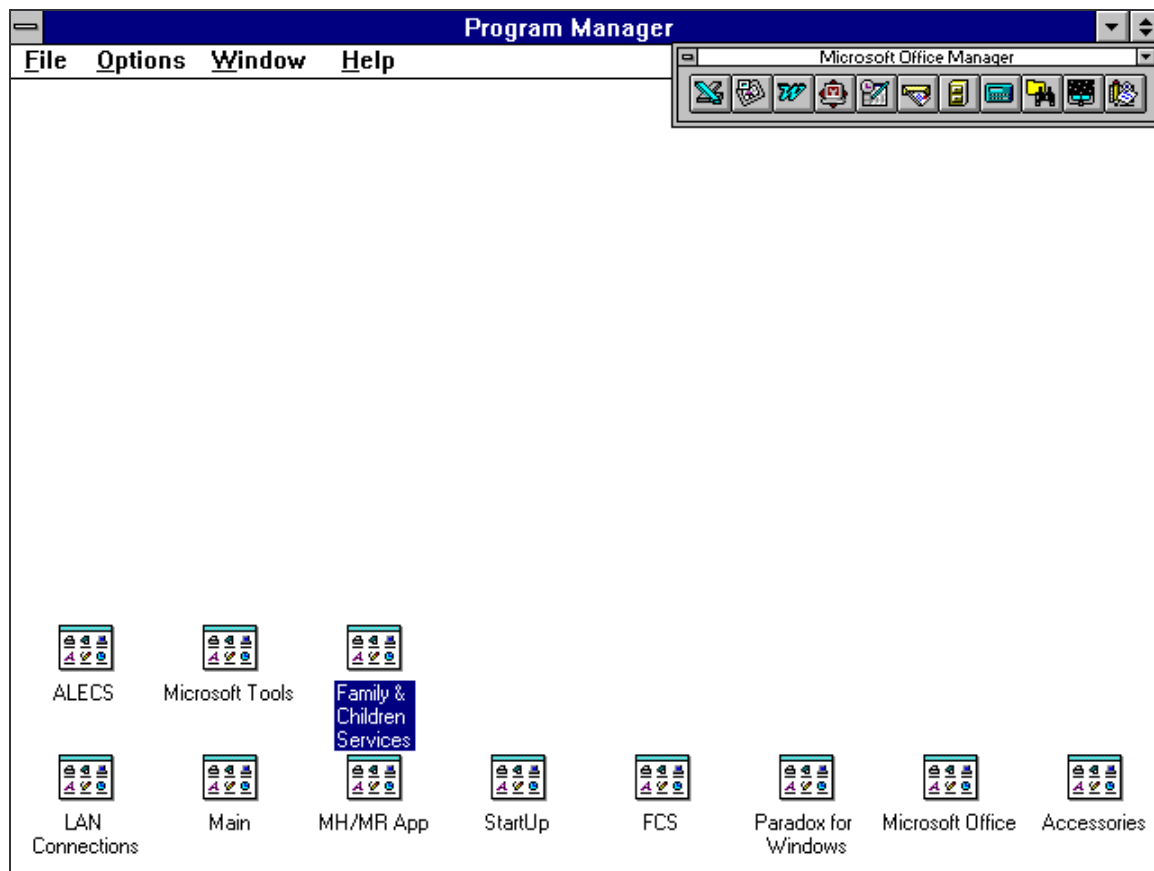 Program Manager
File Options Window Help
Microsoft Office Manager
ALECS
Microsoft Tools
Family &
Children
Services
LAN
Connections
Main
MH/MR App
StartUp
FCS
Paradox for
Windows
Microsoft Office
Accessories